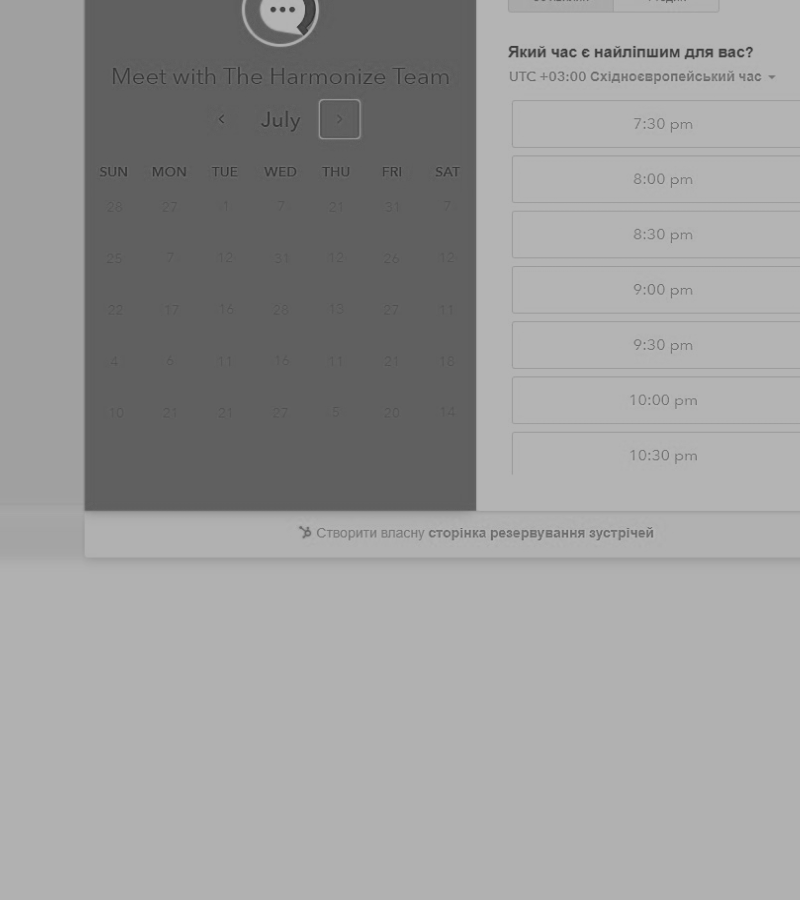 Meet with The Harmonize Team
July
SUN MON TUE WED THU FRI SAT
28 27 1 7 21 31 7
25 7 12 31 12 26 12
22 17 16 28 13 27 11
4 6 11 16 11 21 18
10 21 21 27 5 20 14
Який час є найліпшим для вас?
UTC +03:00 Східноєвропейський час
7:30 pm
8:00 pm
8:30 pm
9:00 pm
9:30 pm
10:00 pm
10:30 pm
Створити власну сторінка резервування зустрічей